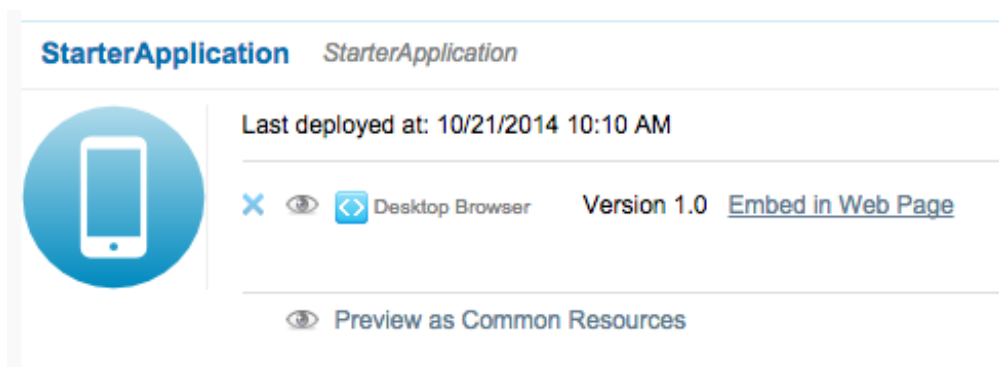 StarterApplication StarterApplication
Last deployed at: 10/21/2014 10:10 AM
Desktop Browser Version 1.0 Embed in Web Page
Preview as Common Resources